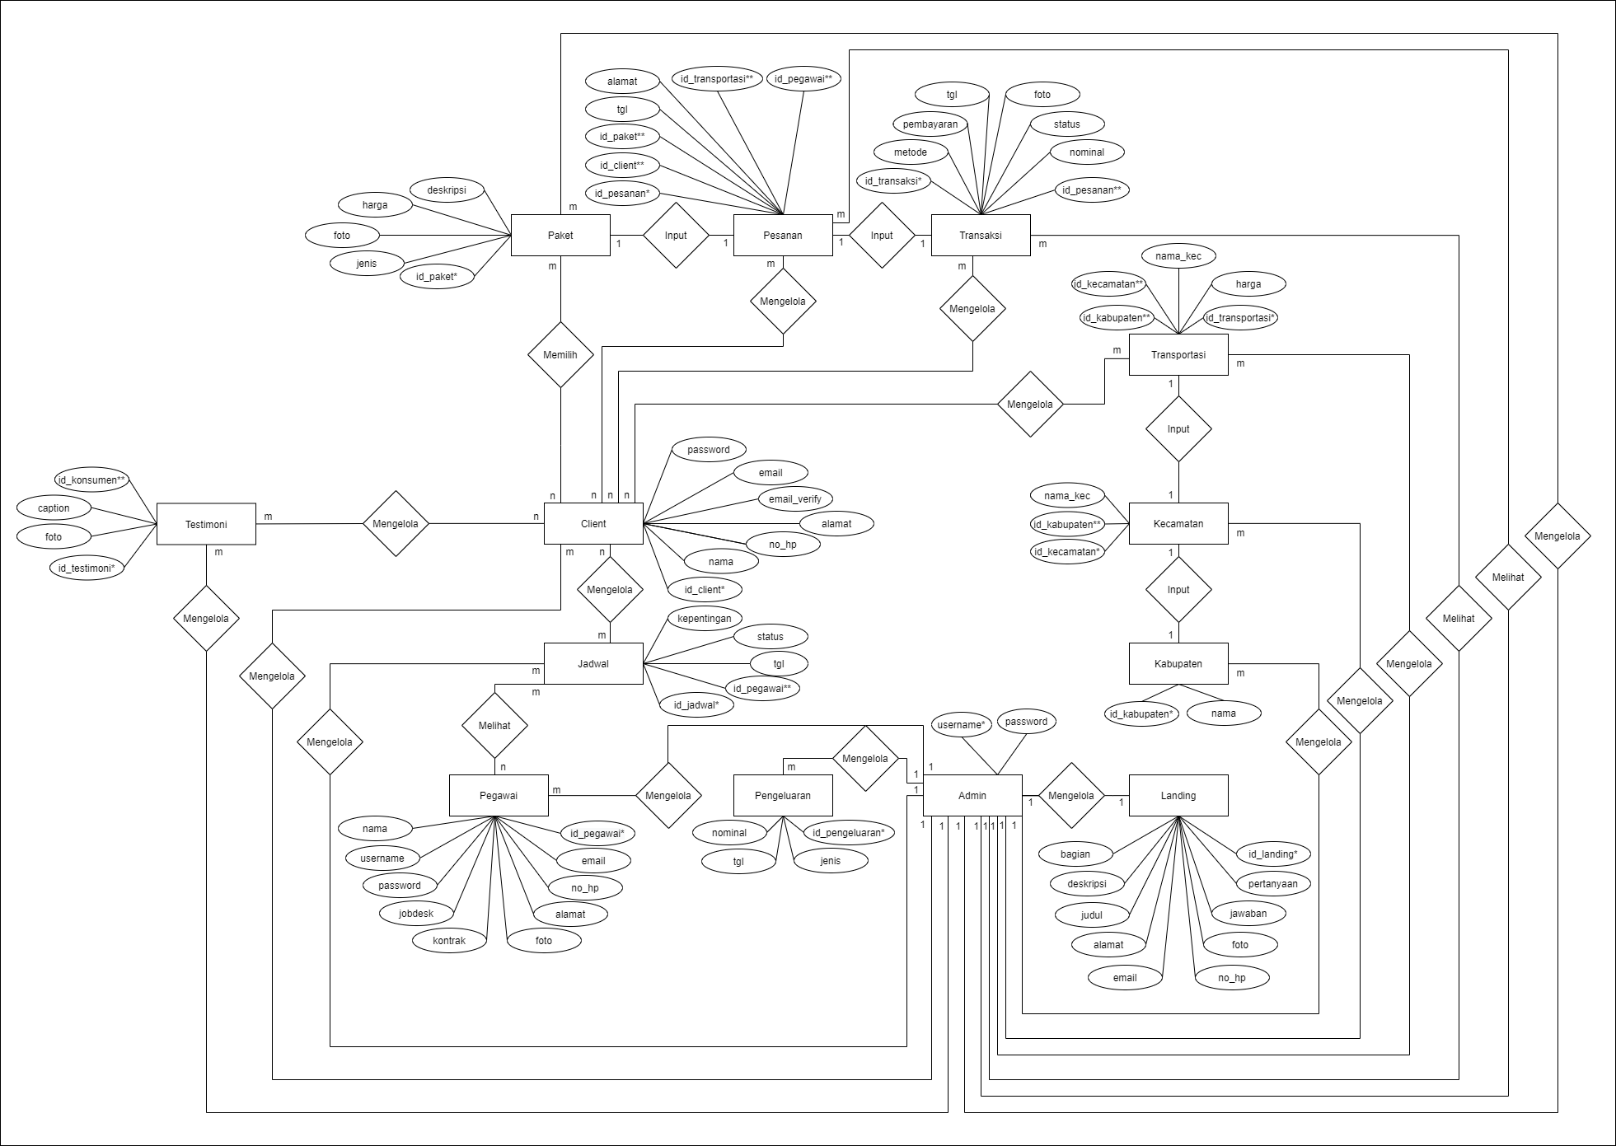 alamat
id_transportasi**
id_pegawai**
tgl
id_paket**
id_client**
id_pesanan*
tgl
foto
pembayaran
status
metode
nominal
id_transaksi*
id_pesanan**
deskripsi
harga
foto
jenis
id_paket*
m
Paket
1
Input
1
Pesanan
m
1
Input
1
Transaksi
m
m
m
m
Memilih
Mengelola
Mengelola
nama_kec
id_kecamatan**
harga
id_kabupaten**
id_transportasi*
Transportasi
m
m
1
Mengelola
Input
1
password
email
email_verify
alamat
no_hp
nama
id_client*
id_konsumen**
caption
foto
id_testimoni*
Testimoni
m
Mengelola
n
n
n
n
n
Client
m
n
m
Mengelola
Mengelola
Mengelola
nama_kec
id_kabupaten**
id_kecamatan*
Kecamatan
m
1
Input
1
Mengelola
Melihat
Melihat
Mengelola
Mengelola
Mengelola
m
Jadwal
m
m
kepentingan
status
tgl
id_pegawai**
id_jadwal*
Kabupaten
m
id_kabupaten*
nama
Mengelola
Melihat
n
Mengelola
username*
password
Mengelola
m
1
1
1
Pegawai
m
Mengelola
Pengeluaran
Admin
1
Mengelola
1
Landing
1
1
1
1
1
1
1
1
nama
username
password
jobdesk
kontrak
id_pegawai*
email
no_hp
alamat
foto
nominal
tgl
id_pengeluaran*
jenis
bagian
deskripsi
judul
alamat
email
id_landing*
pertanyaan
jawaban
foto
no_hp